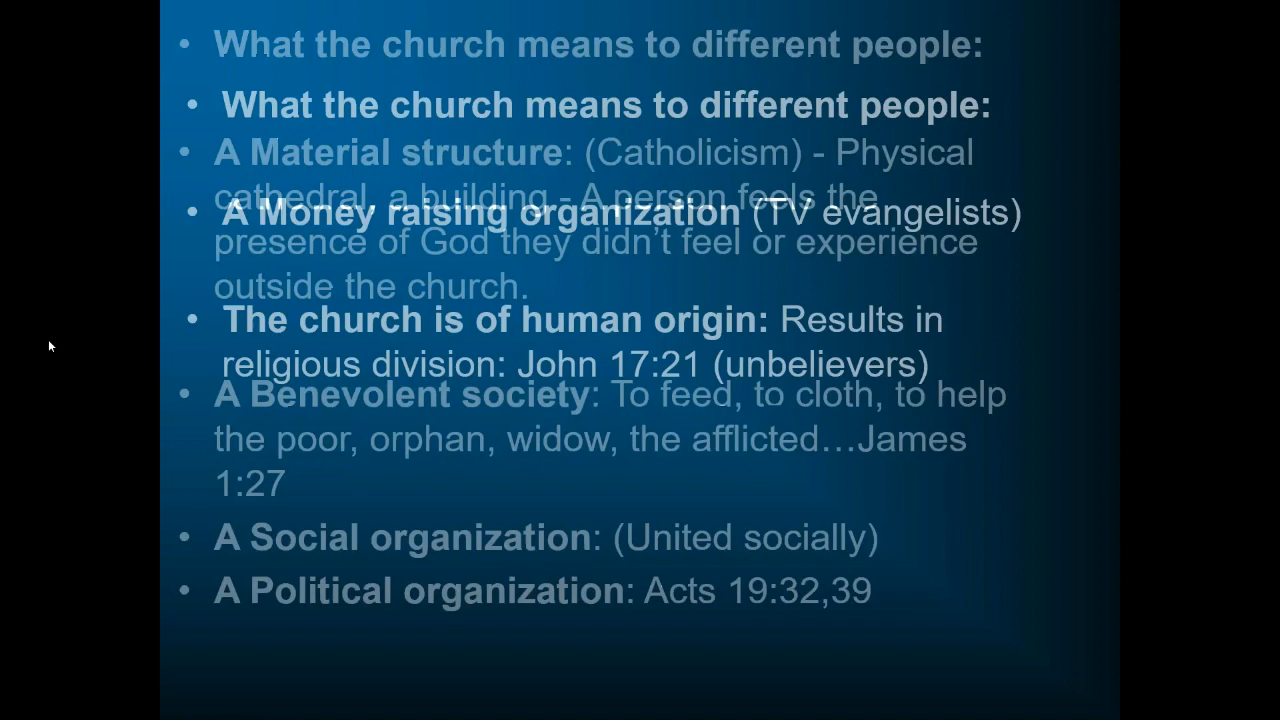 • What the church means to different people:
• What the church means to different people:
• A Material structure: (Catholicism) - Physical
cathedral, a building - A person feels the
• A Money raising organization (TV evangelists)
presence of God they didn’t feel or experience
outside the church.
• The church is of human origin: Results in
religious division: John 17:21 (unbelievers)
• A Benevolent society: To feed, to cloth, to help
the poor, orphan, widow, the afflicted…James
1:27
• A Social organization: (United socially)
• A Political organization: Acts 19:32,39